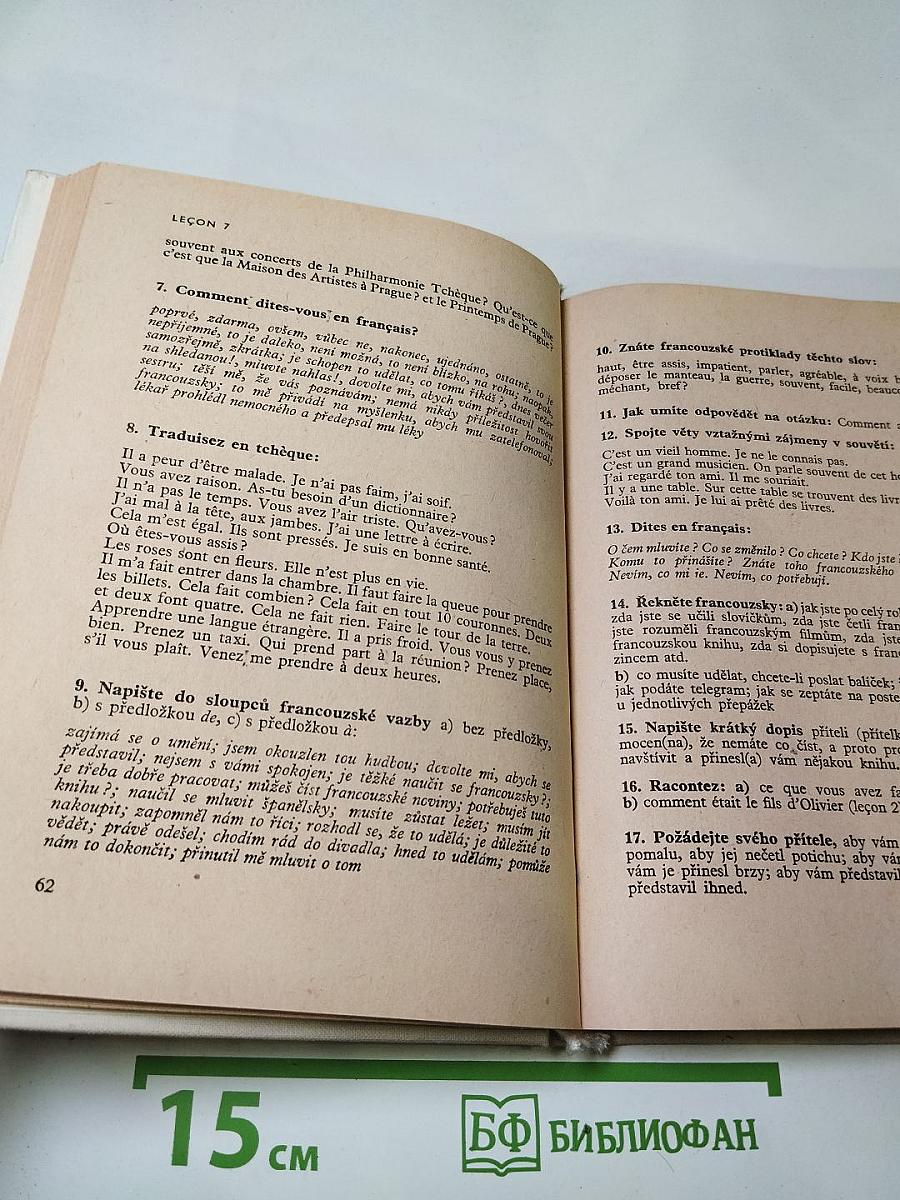 LEÇON 7
souvent aux concerts de la Philharmonie Tchèque? Qu'est-ce que
c'est que la Maison des Artistes à Prague? et le Printemps de Prague?
7. Comment dites-vous en français?
poprvé, zdarma, ovšem, vůbec ne, nakonec, ujednáno, ostatně, to je
nepříjemné, to je daleko, není možná, to není blízko, na rohu, naopak,
samozřejmě, zkrátka; je schopen to udělat, co tomu říkáš?, dnes večer
na shledanou!, mluvte nahlas!, dovolte mi, abych vám představil svou
sestru; těší mě, že vás poznávám; nemá nikdy příležitost hovořit
francouzsky; to mě přivádí na myšlenku, abych mu zatelefonoval;
lékař prohlédl nemocného a předepsal mu léky
8. Traduisez en tchèque:
Il a peur d'être malade. Je n'ai pas faim, j'ai soif.
Vous avez raison. As-tu besoin d'un dictionnaire?
Il n'a pas le temps. Vous avez l'air triste. Qu'avez-vous?
J'ai mal à la tête, aux jambes. J'ai une lettre à écrire.
Cela m'est égal. Ils sont pressés. Je suis en bonne santé.
Où êtes-vous assis?
Les roses sont en fleurs. Elle n'est plus en vie.
Il m'a fait entrer dans la chambre. Il faut faire la queue pour prendre
les billets. Cela fait combien? Cela fait en tout 10 couronnes. Deux
et deux font quatre. Cela ne fait rien. Faire le tour de la terre.
Apprendre une langue étrangère. Il a pris froid. Vous vous y prenez
bien. Prenez un taxi. Qui prend part à la réunion? Prenez place,
s'il vous plaît. Venez me prendre à deux heures.
9. Napište do sloupců francouzské vazby a) bez předložky,
b) s předložkou de, c) s předložkou à:
zajímá se o umění; jsem okouzlen tou hudbou; dovolte mi, abych se
představil; nejsem s vámi spokojen; je těžké naučit se francouzsky?;
je třeba dobře pracovat; můžeš číst francouzské noviny; potřebuješ tuto
knihu?; naučil se mluvit španělsky; musíte zůstat ležet; musím jít
nakoupit; zapomněl nám to říci; rozhodl se, že to udělá; je důležité to
vědět; právě odešel; chodím rád do divadla; hned to udělám; pomůže
nám to dokončit; přinutil mě mluvit o tom
62
10. Znáte francouzské protiklady těchto slov:
haut, être assis, impatient, parler, agréable, à voix b
déposer le manteau, la guerre, souvent, facile, beauco
méchant, bref?
11. Jak umíte odpovědět na otázku: Comment a
12. Spojte věty vztažnými zájmeny v souvětí:
C'est un vieil homme. Je ne le connais pas.
C'est un grand musicien. On parle souvent de cet ho
J'ai regardé ton ami. Il me souriait.
Il y a une table. Sur cette table se trouvent des livr
Voilà ton ami. Je lui ai prêté des livres.
13. Dites en français:
O čem mluvíte? Co se změnilo? Co chcete? Kdo jste?
Komu to přinášíte? Znáte toho francouzského
Nevím, co mi je. Nevím, co potřebují.
14. Řekněte francouzsky: a) jak jste po celý rok
zda jste se učili slovíčkům, zda jste četli fran
jste rozuměli francouzským filmům, zda jste
francouzskou knihu, zda si dopisujete s fran
zincem atd.
b) co musíte udělat, chcete-li poslat balíček;
jak podáte telegram; jak se zeptáte na poste
u jednotlivých přepážek
15. Napište krátký dopis příteli (přítelk
mocen(na), že nemáte co číst, a proto pro
navštívit a přinesl(a) vám nějakou knihu.
16. Racontez: a) ce que vous avez fa
b) comment était le fils d'Olivier (leçon 2)
17. Požádejte svého přítele, aby vám
pomalu, aby jej nečetl potichu; aby vám
vám je přinesl brzy; aby vám představil
představil ihned.
15 см
БФ БИБЛИОФАН